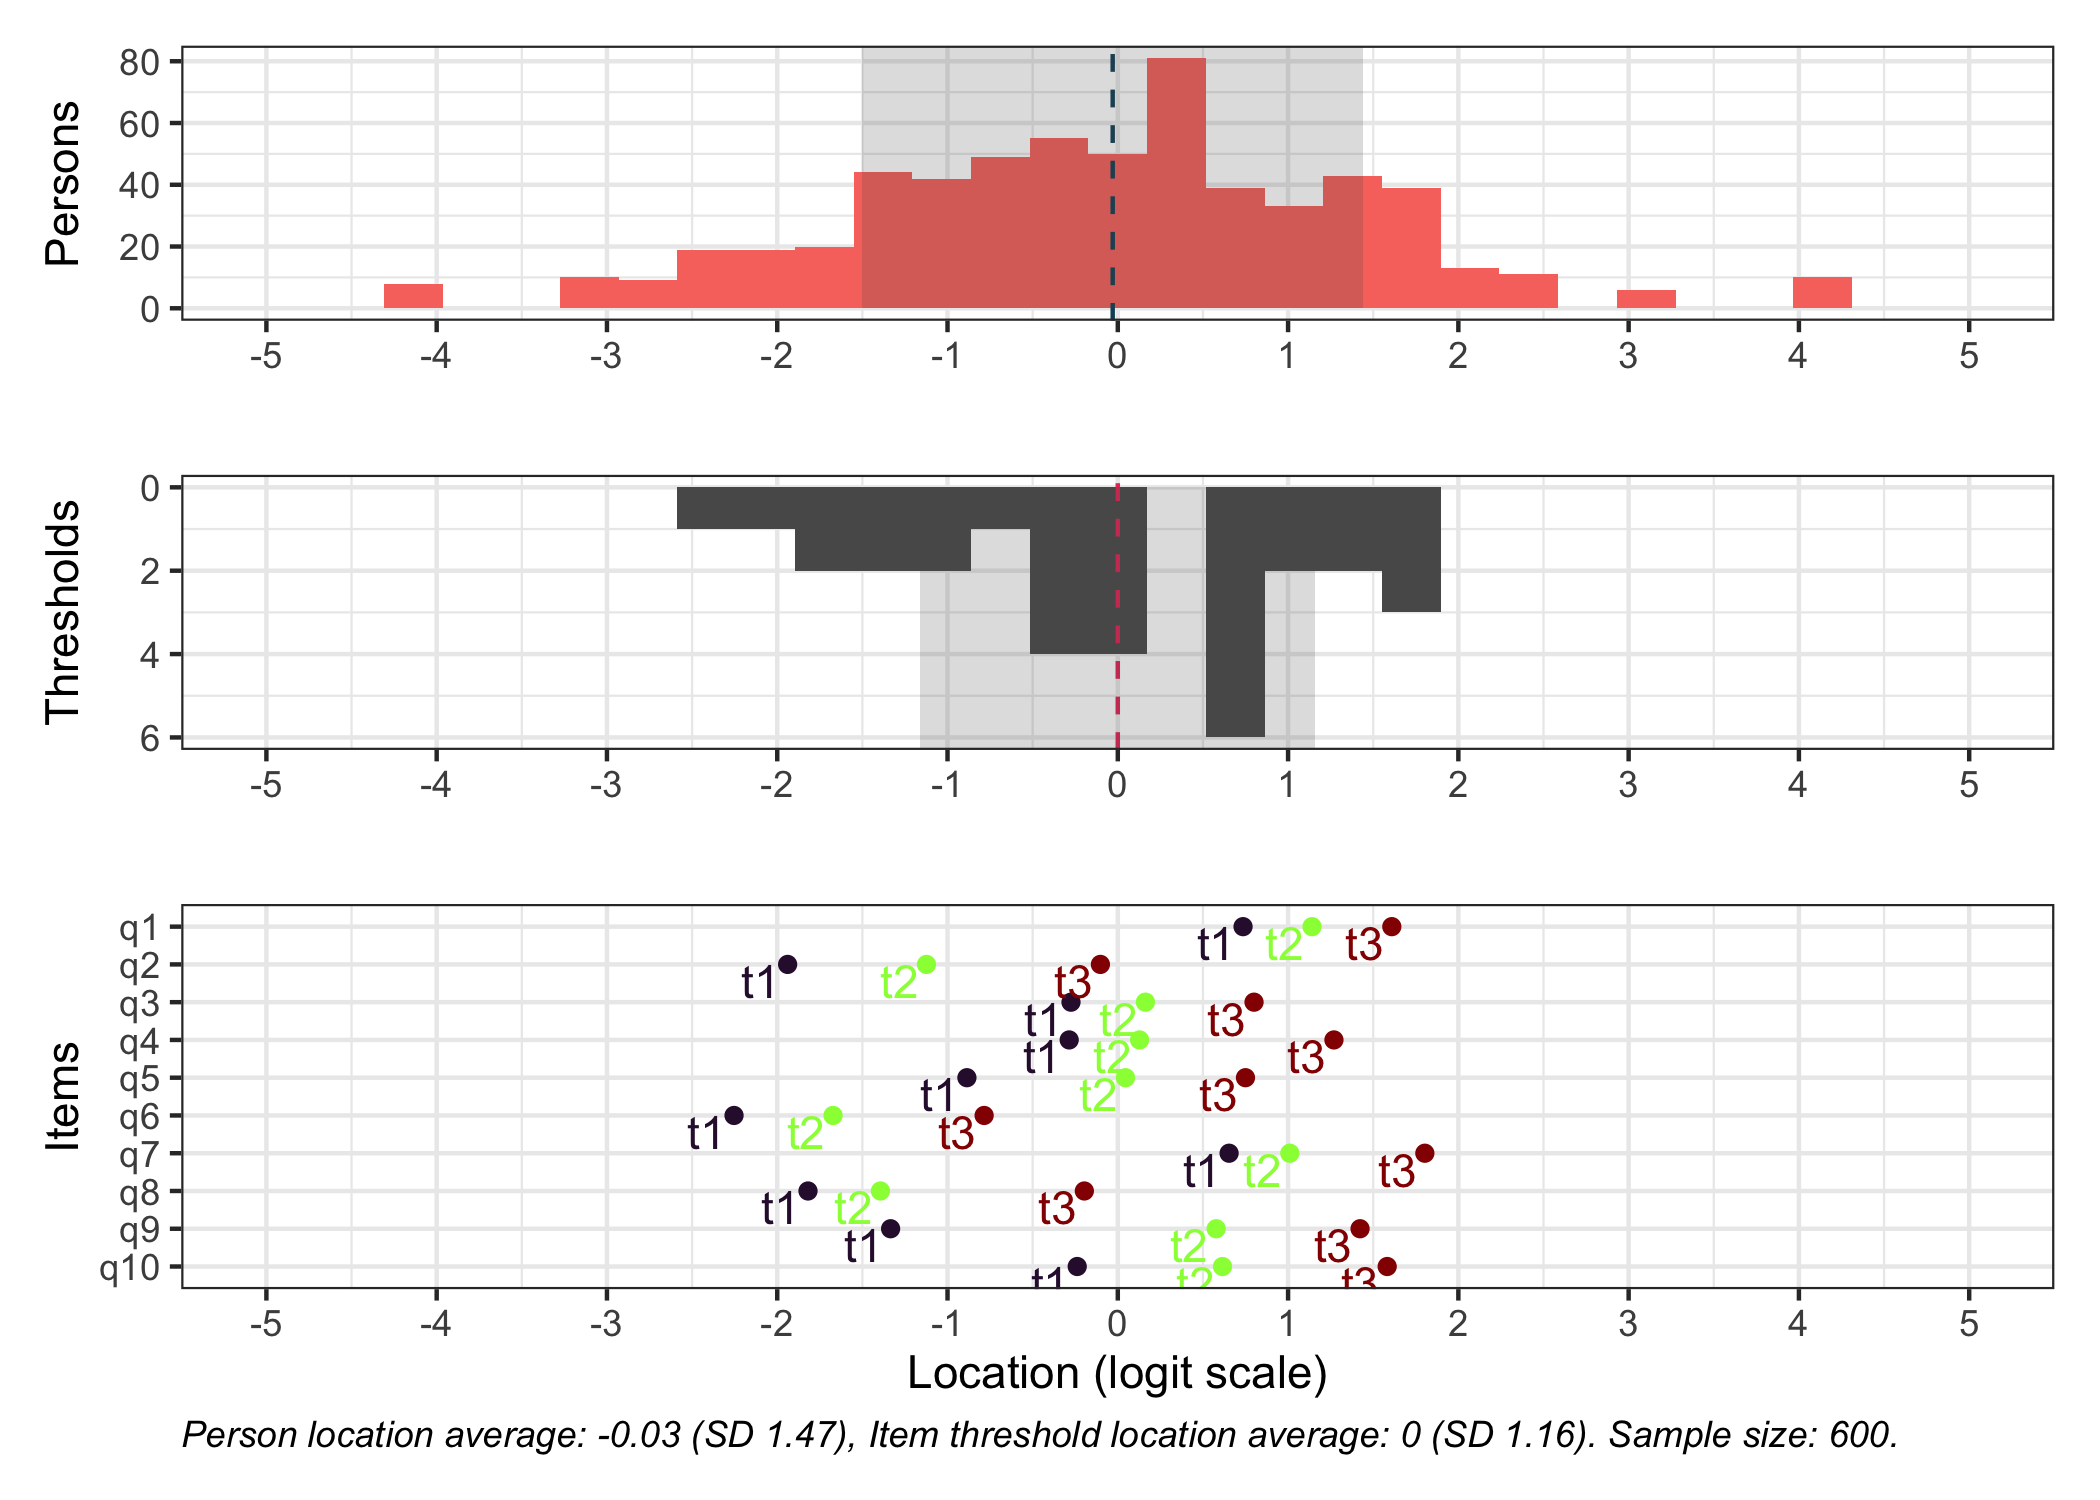 Persons
80
60
40
20
0
-5 -4 -3 -2 -1 0 1 2 3 4 5
Thresholds
0
2
4
6
-5 -4 -3 -2 -1 0 1 2 3 4 5
Items
q1 t1 t2 t3
q2 t1 t2 t3
q3 t1 t2 t3
q4 t1 t2 t3
q5 t1 t2 t3
q6 t1 t2 t3
q7 t1 t2 t3
q8 t1 t2 t3
q9 t1 t2 t3
q10 t1 t2 t3
-5 -4 -3 -2 -1 0 1 2 3 4 5
Location (logit scale)
Person location average: -0.03 (SD 1.47), Item threshold location average: 0 (SD 1.16). Sample size: 600.